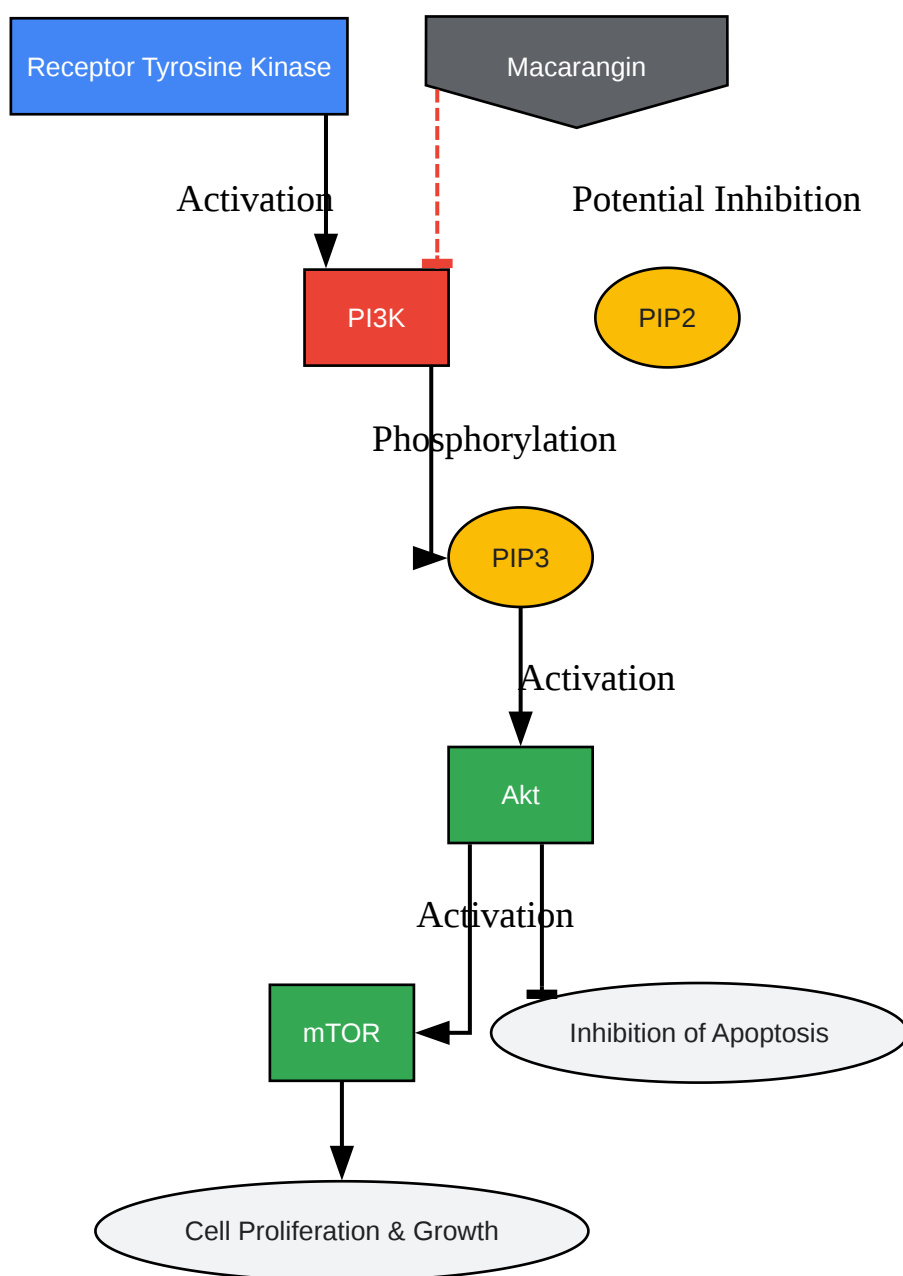 Receptor Tyrosine Kinase
Macarangin
Activation
Potential Inhibition
PI3K
PIP2
Phosphorylation
PIP3
Activation
Akt
Activation
mTOR
Inhibition of Apoptosis
Cell Proliferation & Growth